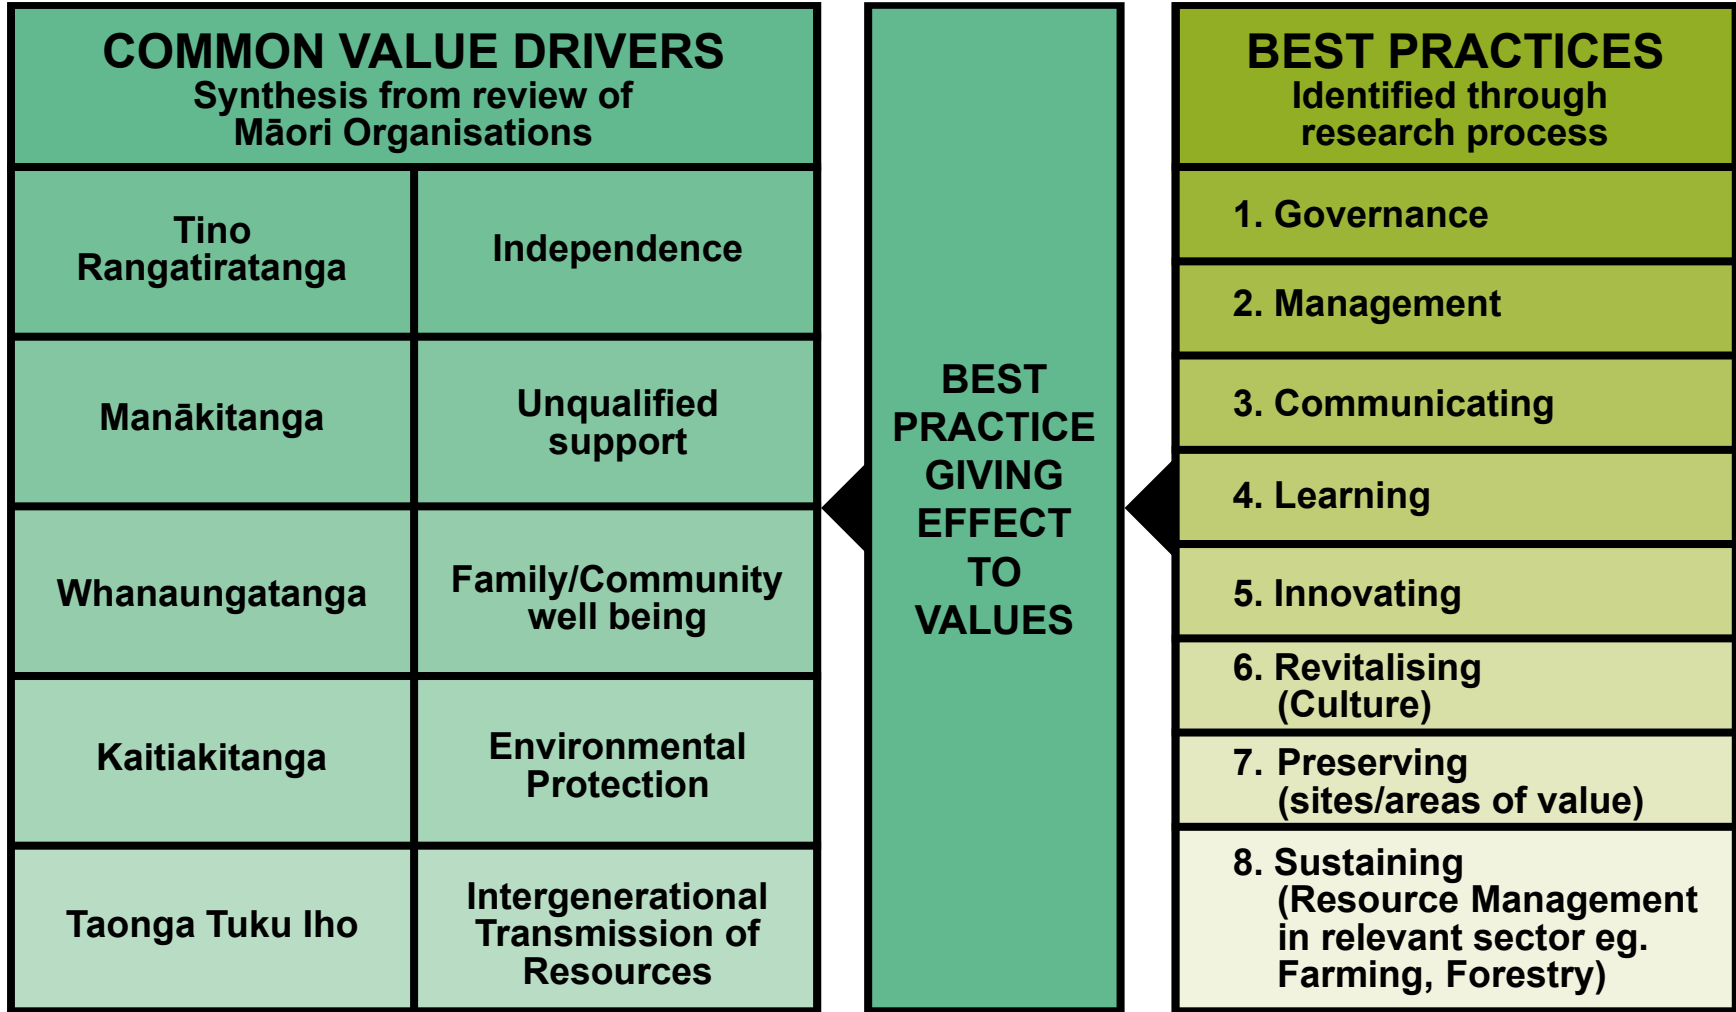 COMMON VALUE DRIVERS
Synthesis from review of
Māori Organisations
Tino
Rangatiratanga
Independence
Manākitanga
Unqualified
support
Whanaungatanga
Family/Community
well being
Kaitiakitanga
Environmental
Protection
Taonga Tuku Iho
Intergenerational
Transmission of
Resources
BEST
PRACTICE
GIVING
EFFECT
TO
VALUES
BEST PRACTICES
Identified through
research process
1. Governance
2. Management
3. Communicating
4. Learning
5. Innovating
6. Revitalising
(Culture)
7. Preserving
(sites/areas of value)
8. Sustaining
(Resource Management
in relevant sector eg.
Farming, Forestry)